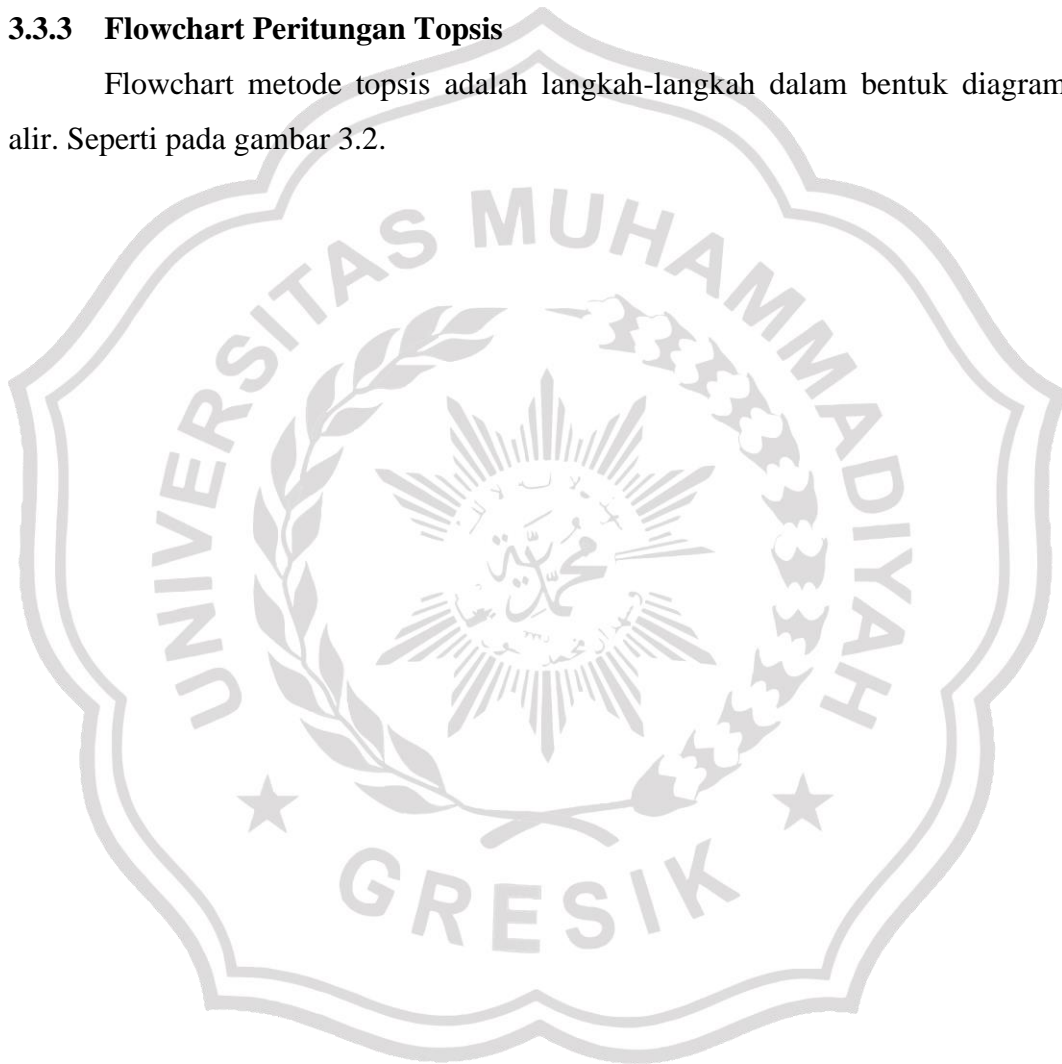 3.3.3 Flowchart Peritungan Topsis
Flowchart metode topsis adalah langkah-langkah dalam bentuk diagram
alir. Seperti pada gambar 3.2.
UNIVERSITAS MUHAMMADIYAH
محمد
GRESIK